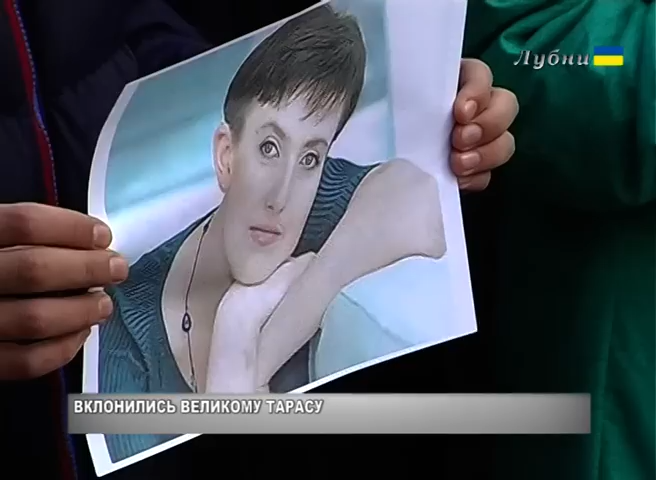 Лубни
ВКЛОНИЛИСЬ ВЕЛИКОМУ ТАРАСУ